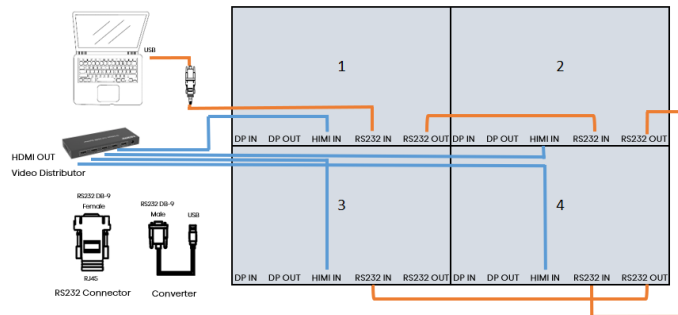 USB
1
2
DP IN DP OUT HIMI IN RS232 IN RS232 OUT DP IN DP OUT HIMI IN RS232 IN RS232 OUT
HDMI OUT
Video Distributor
3
4
RS232 DB-9
Female
RJ45
RS232 Connector
RS232 DB-9
Male
USB
Converter
DP IN DP OUT HIMI IN RS232 IN RS232 OUT DP IN DP OUT HIMI IN RS232 IN RS232 OUT